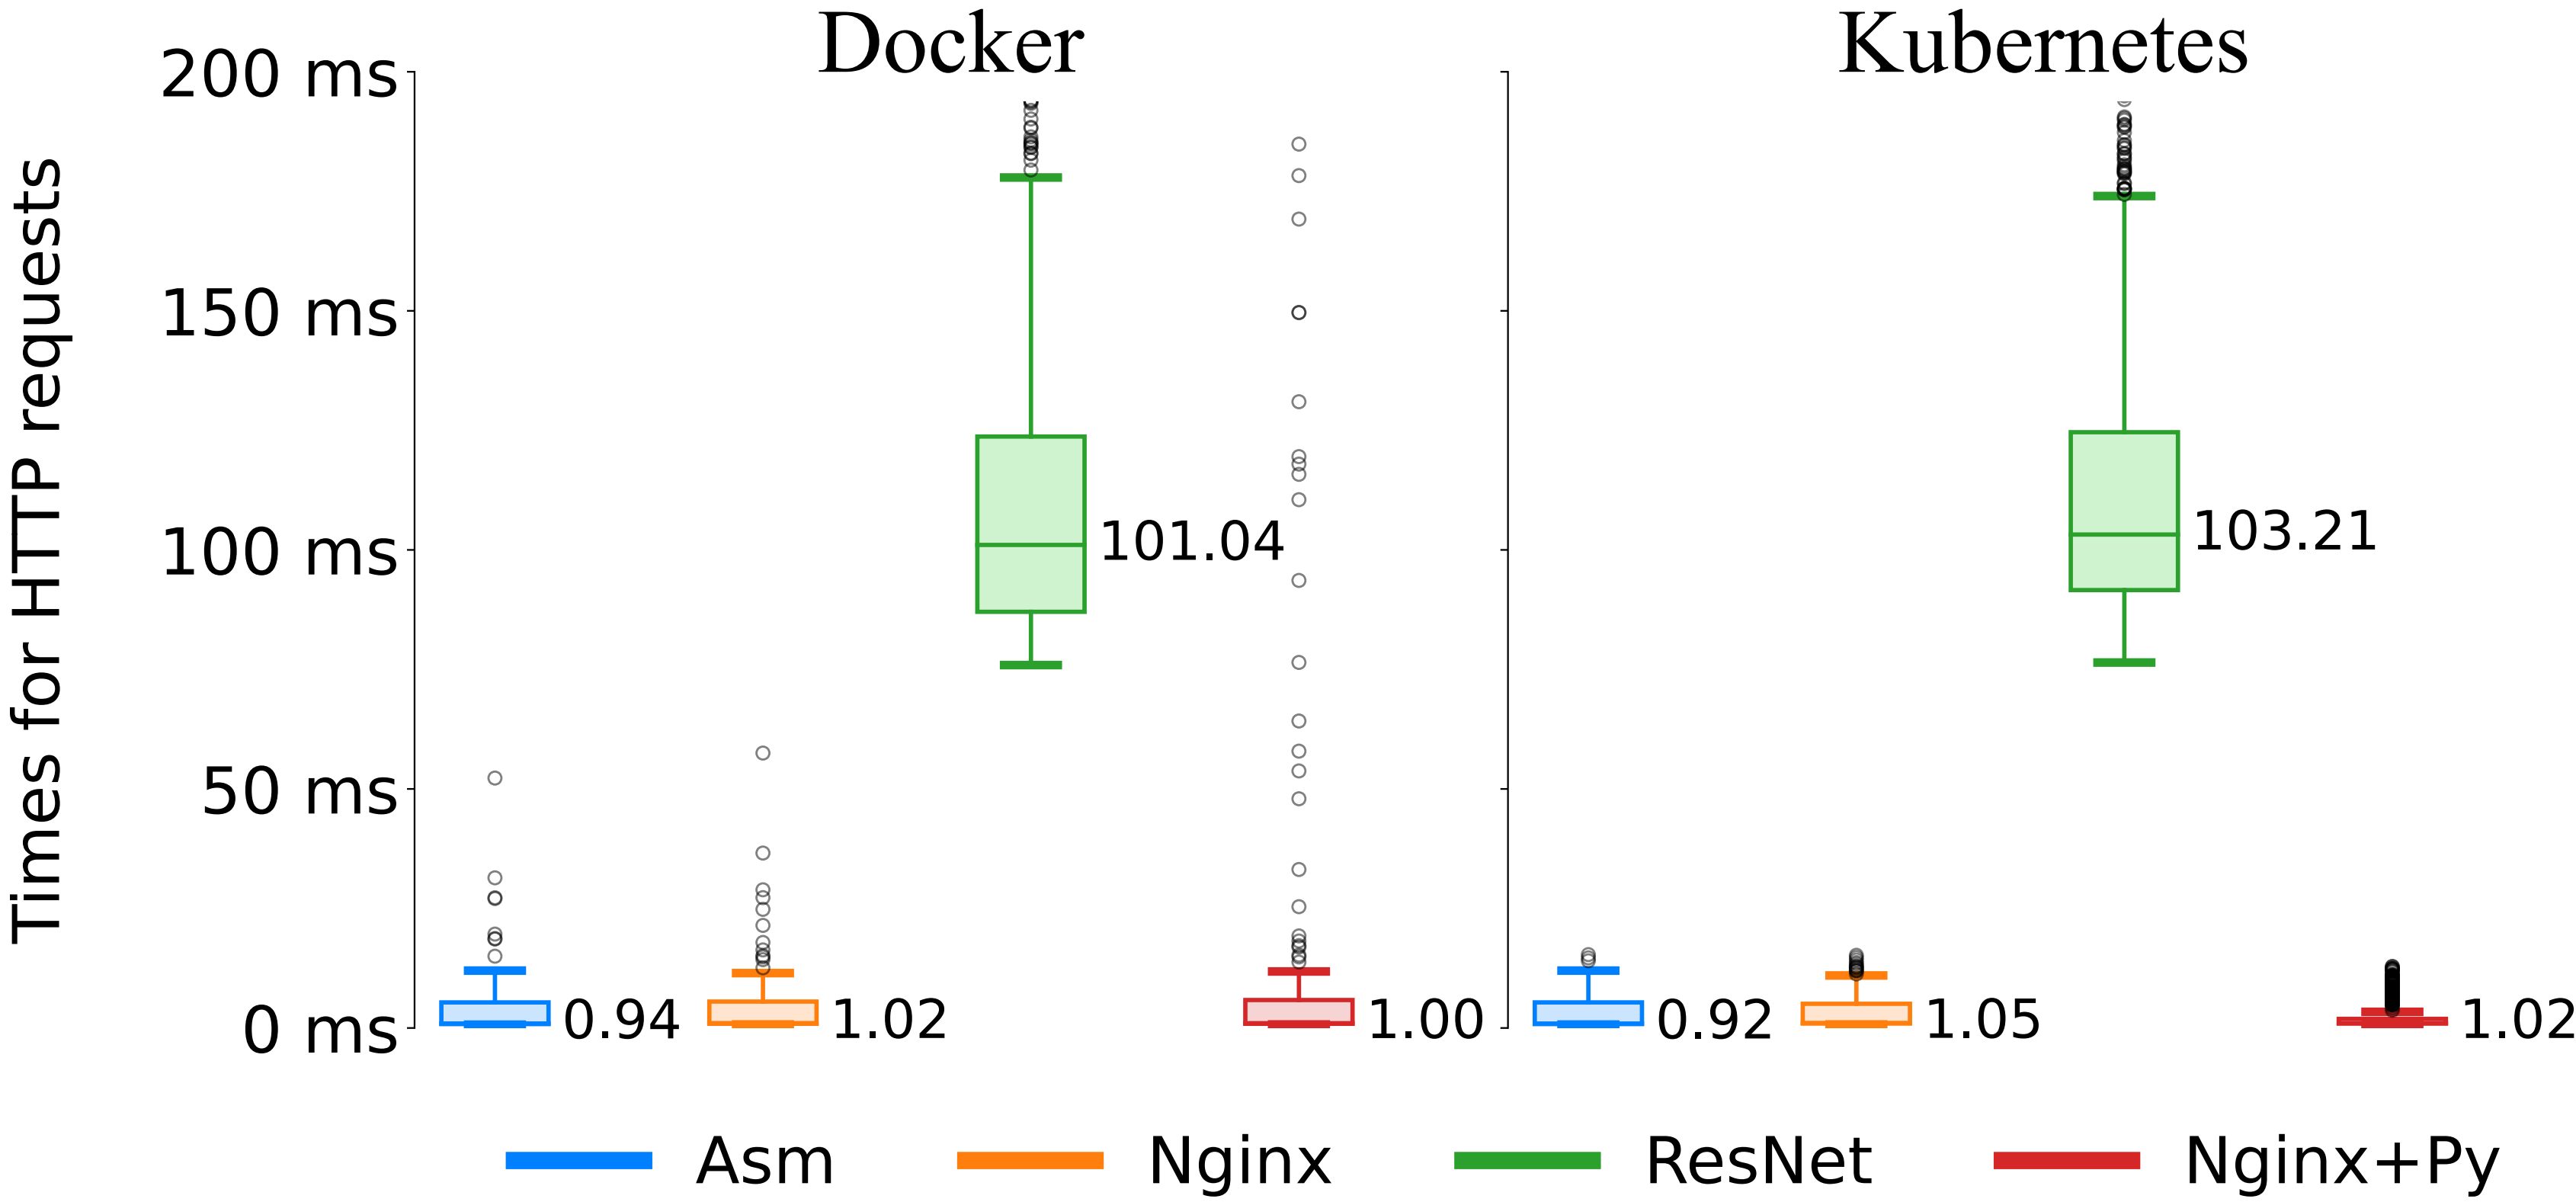 Docker
Kubernetes
Times for HTTP requests
200 ms
150 ms
100 ms
50 ms
0 ms
0.94
1.02
101.04
1.00
0.92
1.05
103.21
1.02
Asm
Nginx
ResNet
Nginx+Py